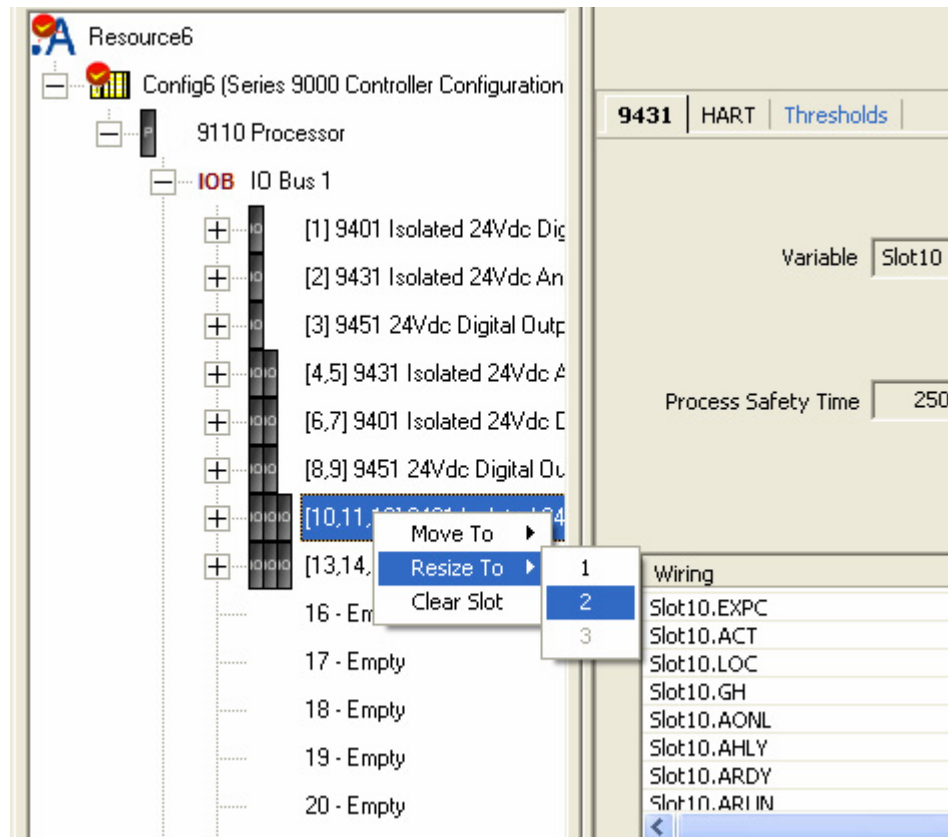 Resource6
Config6 (Series 9000 Controller Configuration
9110 Processor
IOB IO Bus 1
[1] 9401 Isolated 24Vdc Dig
[2] 9431 Isolated 24Vdc An
[3] 9451 24Vdc Digital Outp
[4,5] 9431 Isolated 24Vdc A
[6,7] 9401 Isolated 24Vdc D
[8,9] 9451 24Vdc Digital Ou
[10,11,
[13,14,
16 - Em
17 - Empty
18 - Empty
19 - Empty
20 - Empty
Move To
Resize To
Clear Slot
1
2
3
9431 HART Thresholds
Variable Slot10
Process Safety Time 250
Wiring
Slot10.EXPC
Slot10.ACT
Slot10.LOC
Slot10.GH
Slot10.AONL
Slot10.AHLY
Slot10.ARDY